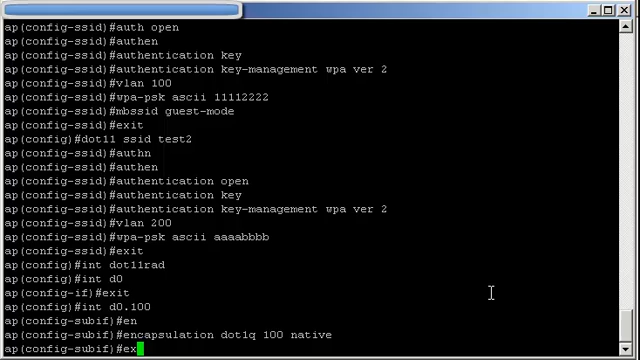 ap(config-ssid)#auth open
ap(config-ssid)#authen
ap(config-ssid)#authentication key
ap(config-ssid)#authentication key-management wpa ver 2
ap(config-ssid)#vlan 100
ap(config-ssid)#wpa-psk ascii 11112222
ap(config-ssid)#mbssid guest-mode
ap(config-ssid)#exit
ap(config)#dot11 ssid test2
ap(config-ssid)#authn
ap(config-ssid)#authen
ap(config-ssid)#authentication open
ap(config-ssid)#authentication key
ap(config-ssid)#authentication key-management wpa ver 2
ap(config-ssid)#vlan 200
ap(config-ssid)#wpa-psk ascii aaaabbbb
ap(config-ssid)#exit
ap(config)#int dot11rad
ap(config)#int d0
ap(config-if)#exit
ap(config)#int d0.100
ap(config-subif)#en
ap(config-subif)#encapsulation dot1q 100 native
ap(config-subif)#ex